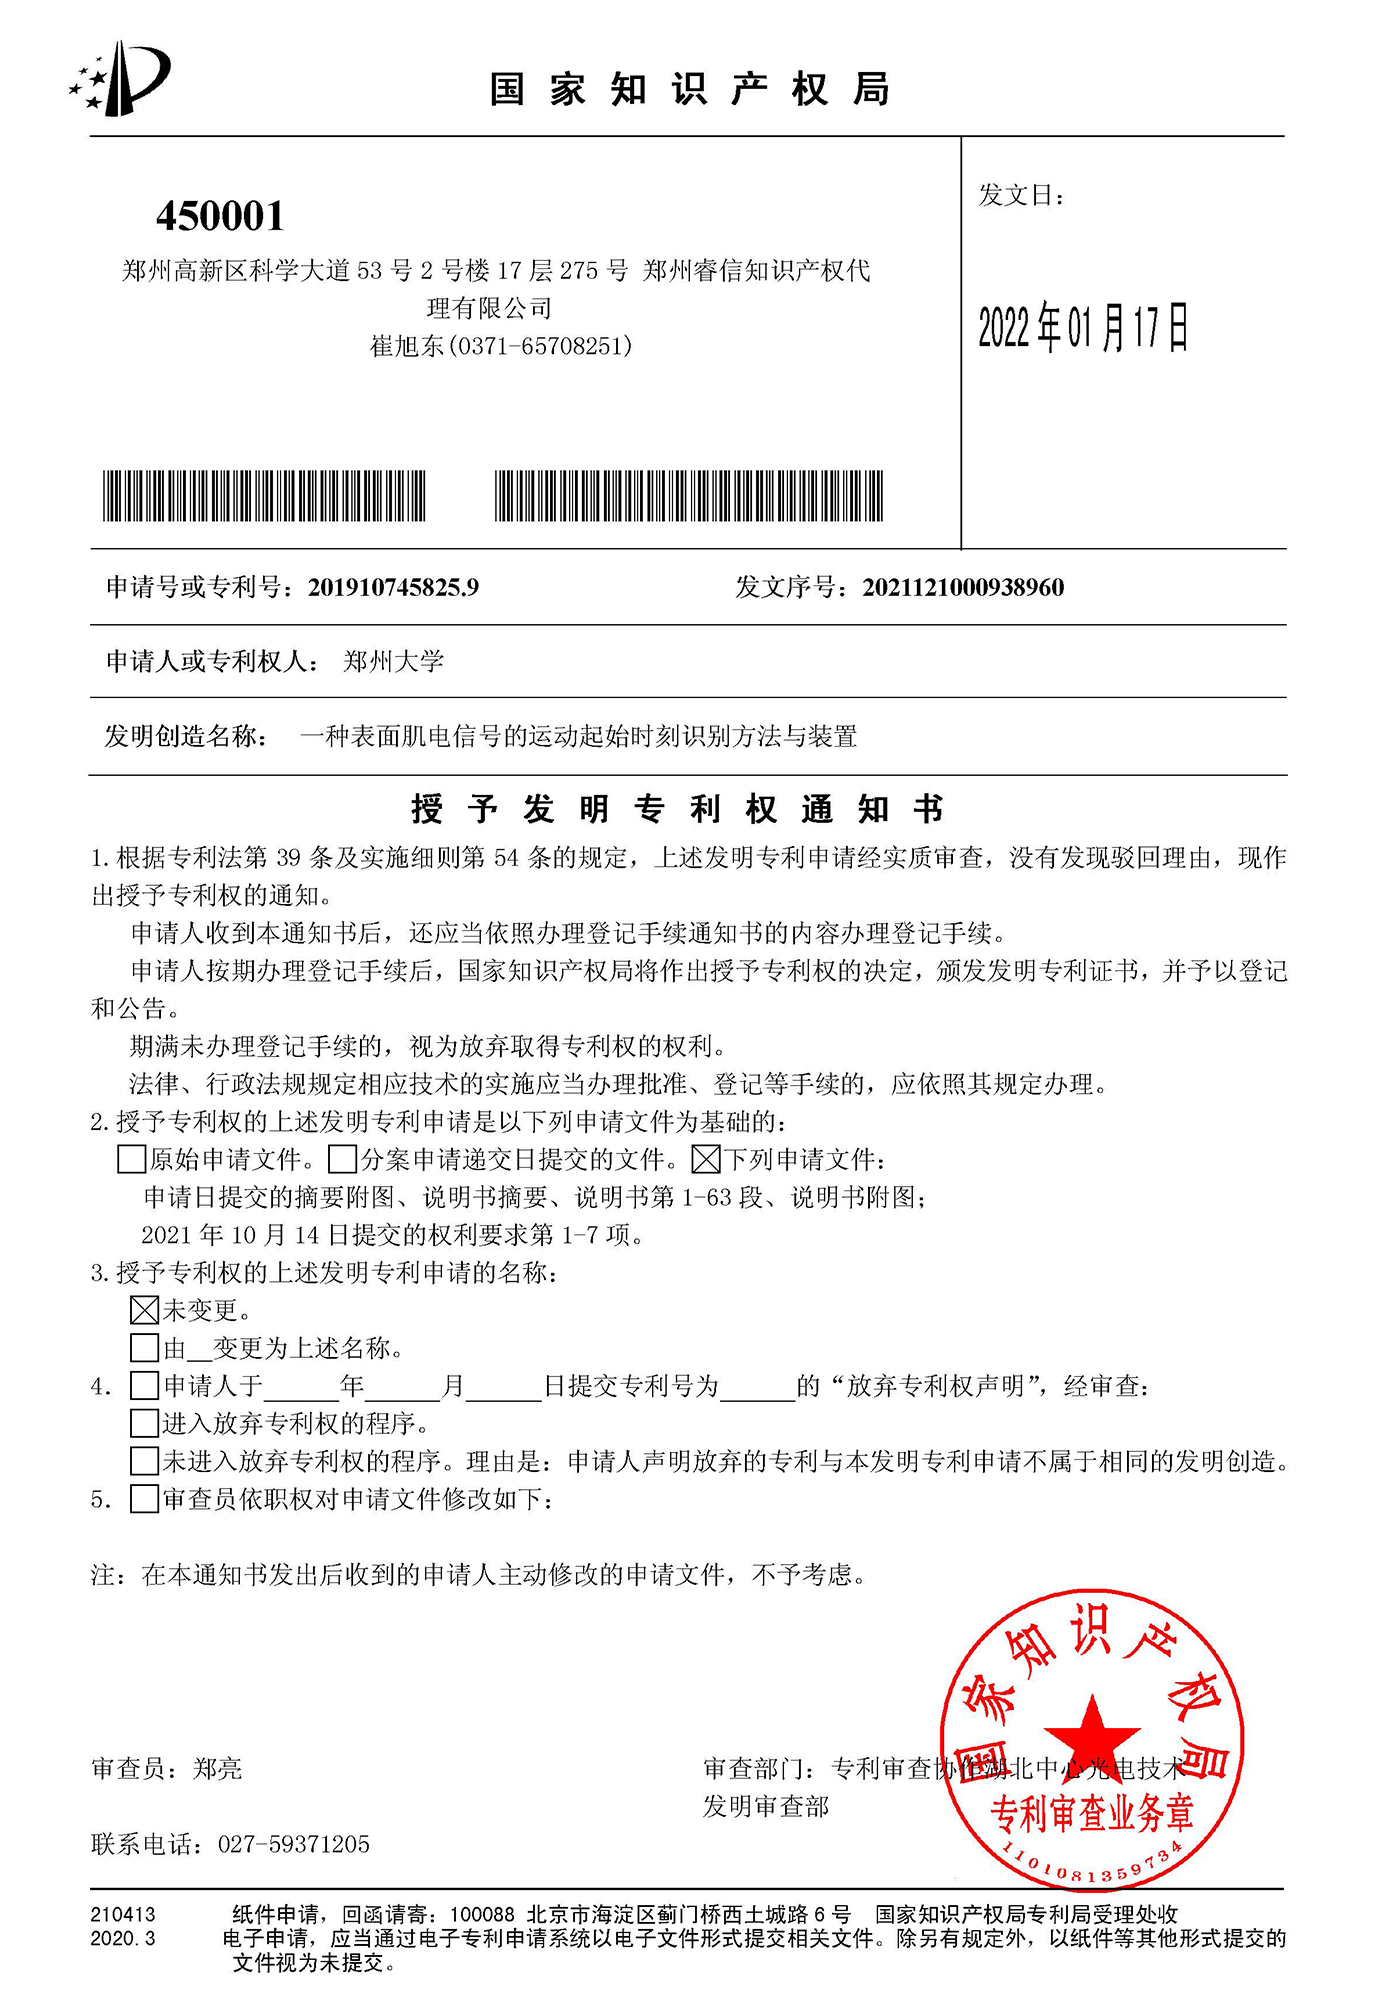 国家知识产权局
450001
发文日：
郑州高新区科学大道 53 号 2 号楼 17 层 275 号 郑州睿信知识产权代
理有限公司
崔旭东(0371-65708251)
2022 年 01 月 17 日
申请号或专利号：201910745825.9 发文序号：2021121000938960
申请人或专利权人： 郑州大学
发明创造名称： 一种表面肌电信号的运动起始时刻识别方法与装置
授予发明专利权通知书
1.根据专利法第 39 条及实施细则第 54 条的规定，上述发明专利申请经实质审查，没有发现驳回理由，现作
出授予专利权的通知。
申请人收到本通知书后，还应当依照办理登记手续通知书的内容办理登记手续。
申请人按期办理登记手续后，国家知识产权局将作出授予专利权的决定，颁发发明专利证书，并予以登记
和公告。
期满未办理登记手续的，视为放弃取得专利权的权利。
法律、行政法规规定相应技术的实施应当办理批准、登记等手续的，应依照其规定办理。
2.授予专利权的上述发明专利申请是以下列申请文件为基础的：
□原始申请文件。□分案申请递交日提交的文件。☒下列申请文件：
申请日提交的摘要附图、说明书摘要、说明书第 1-63 段、说明书附图；
2021 年 10 月 14 日提交的权利要求第 1-7 项。
3.授予专利权的上述发明专利申请的名称：
☒未变更。
□由__变更为上述名称。
4. □申请人于______年______月______日提交专利号为______的“放弃专利权声明”，经审查：
□进入放弃专利权的程序。
□未进入放弃专利权的程序。理由是：申请人声明放弃的专利与本发明专利申请不属于相同的发明创造。
5. □审查员依职权对申请文件修改如下：
注：在本通知书发出后收到的申请人主动修改的申请文件，不予考虑。
国家知识产权局
审查员：郑亮 审查部门：专利审查协作湖北中心光电技术
发明审查部
专利审查业务章
联系电话：027-59371205
1101081359734
210413 纸件申请，回函请寄：100088 北京市海淀区蓟门桥西土城路 6 号 国家知识产权局专利局受理处收
2020.3 电子申请，应当通过电子专利申请系统以电子文件形式提交相关文件。除另有规定外，以纸件等其他形式提交的
文件视为未提交。